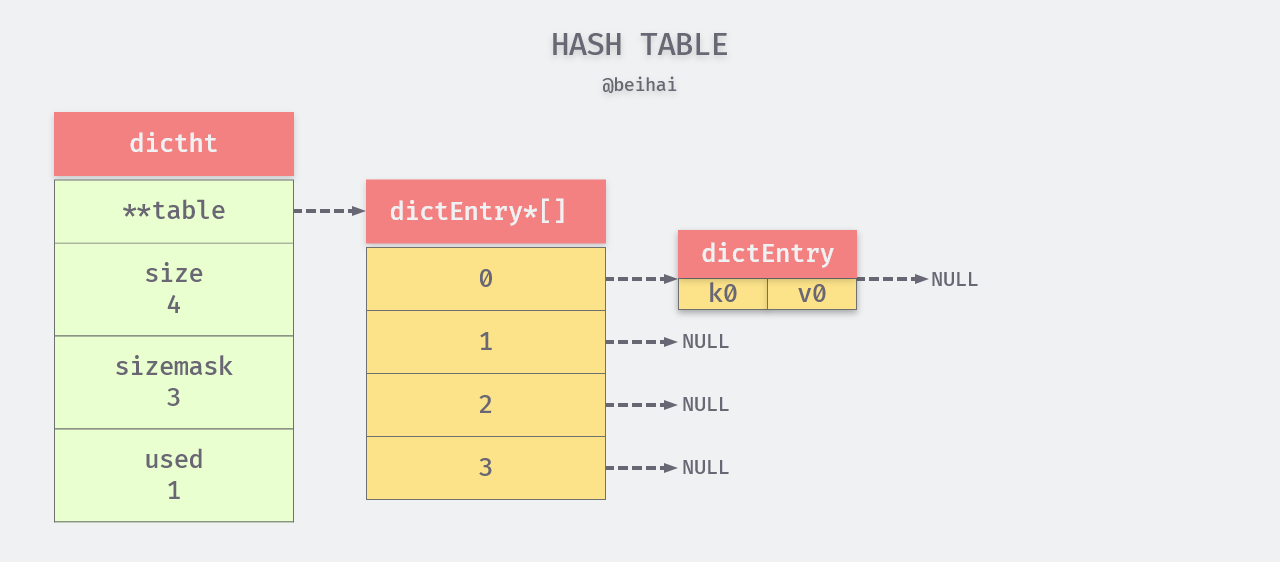 HASH TABLE
@beihai
dictht
**table
size
4
sizemask
3
used
1
dictEntry*[]
0
1
2
3
dictEntry
k0 v0
NULL
NULL
NULL
NULL